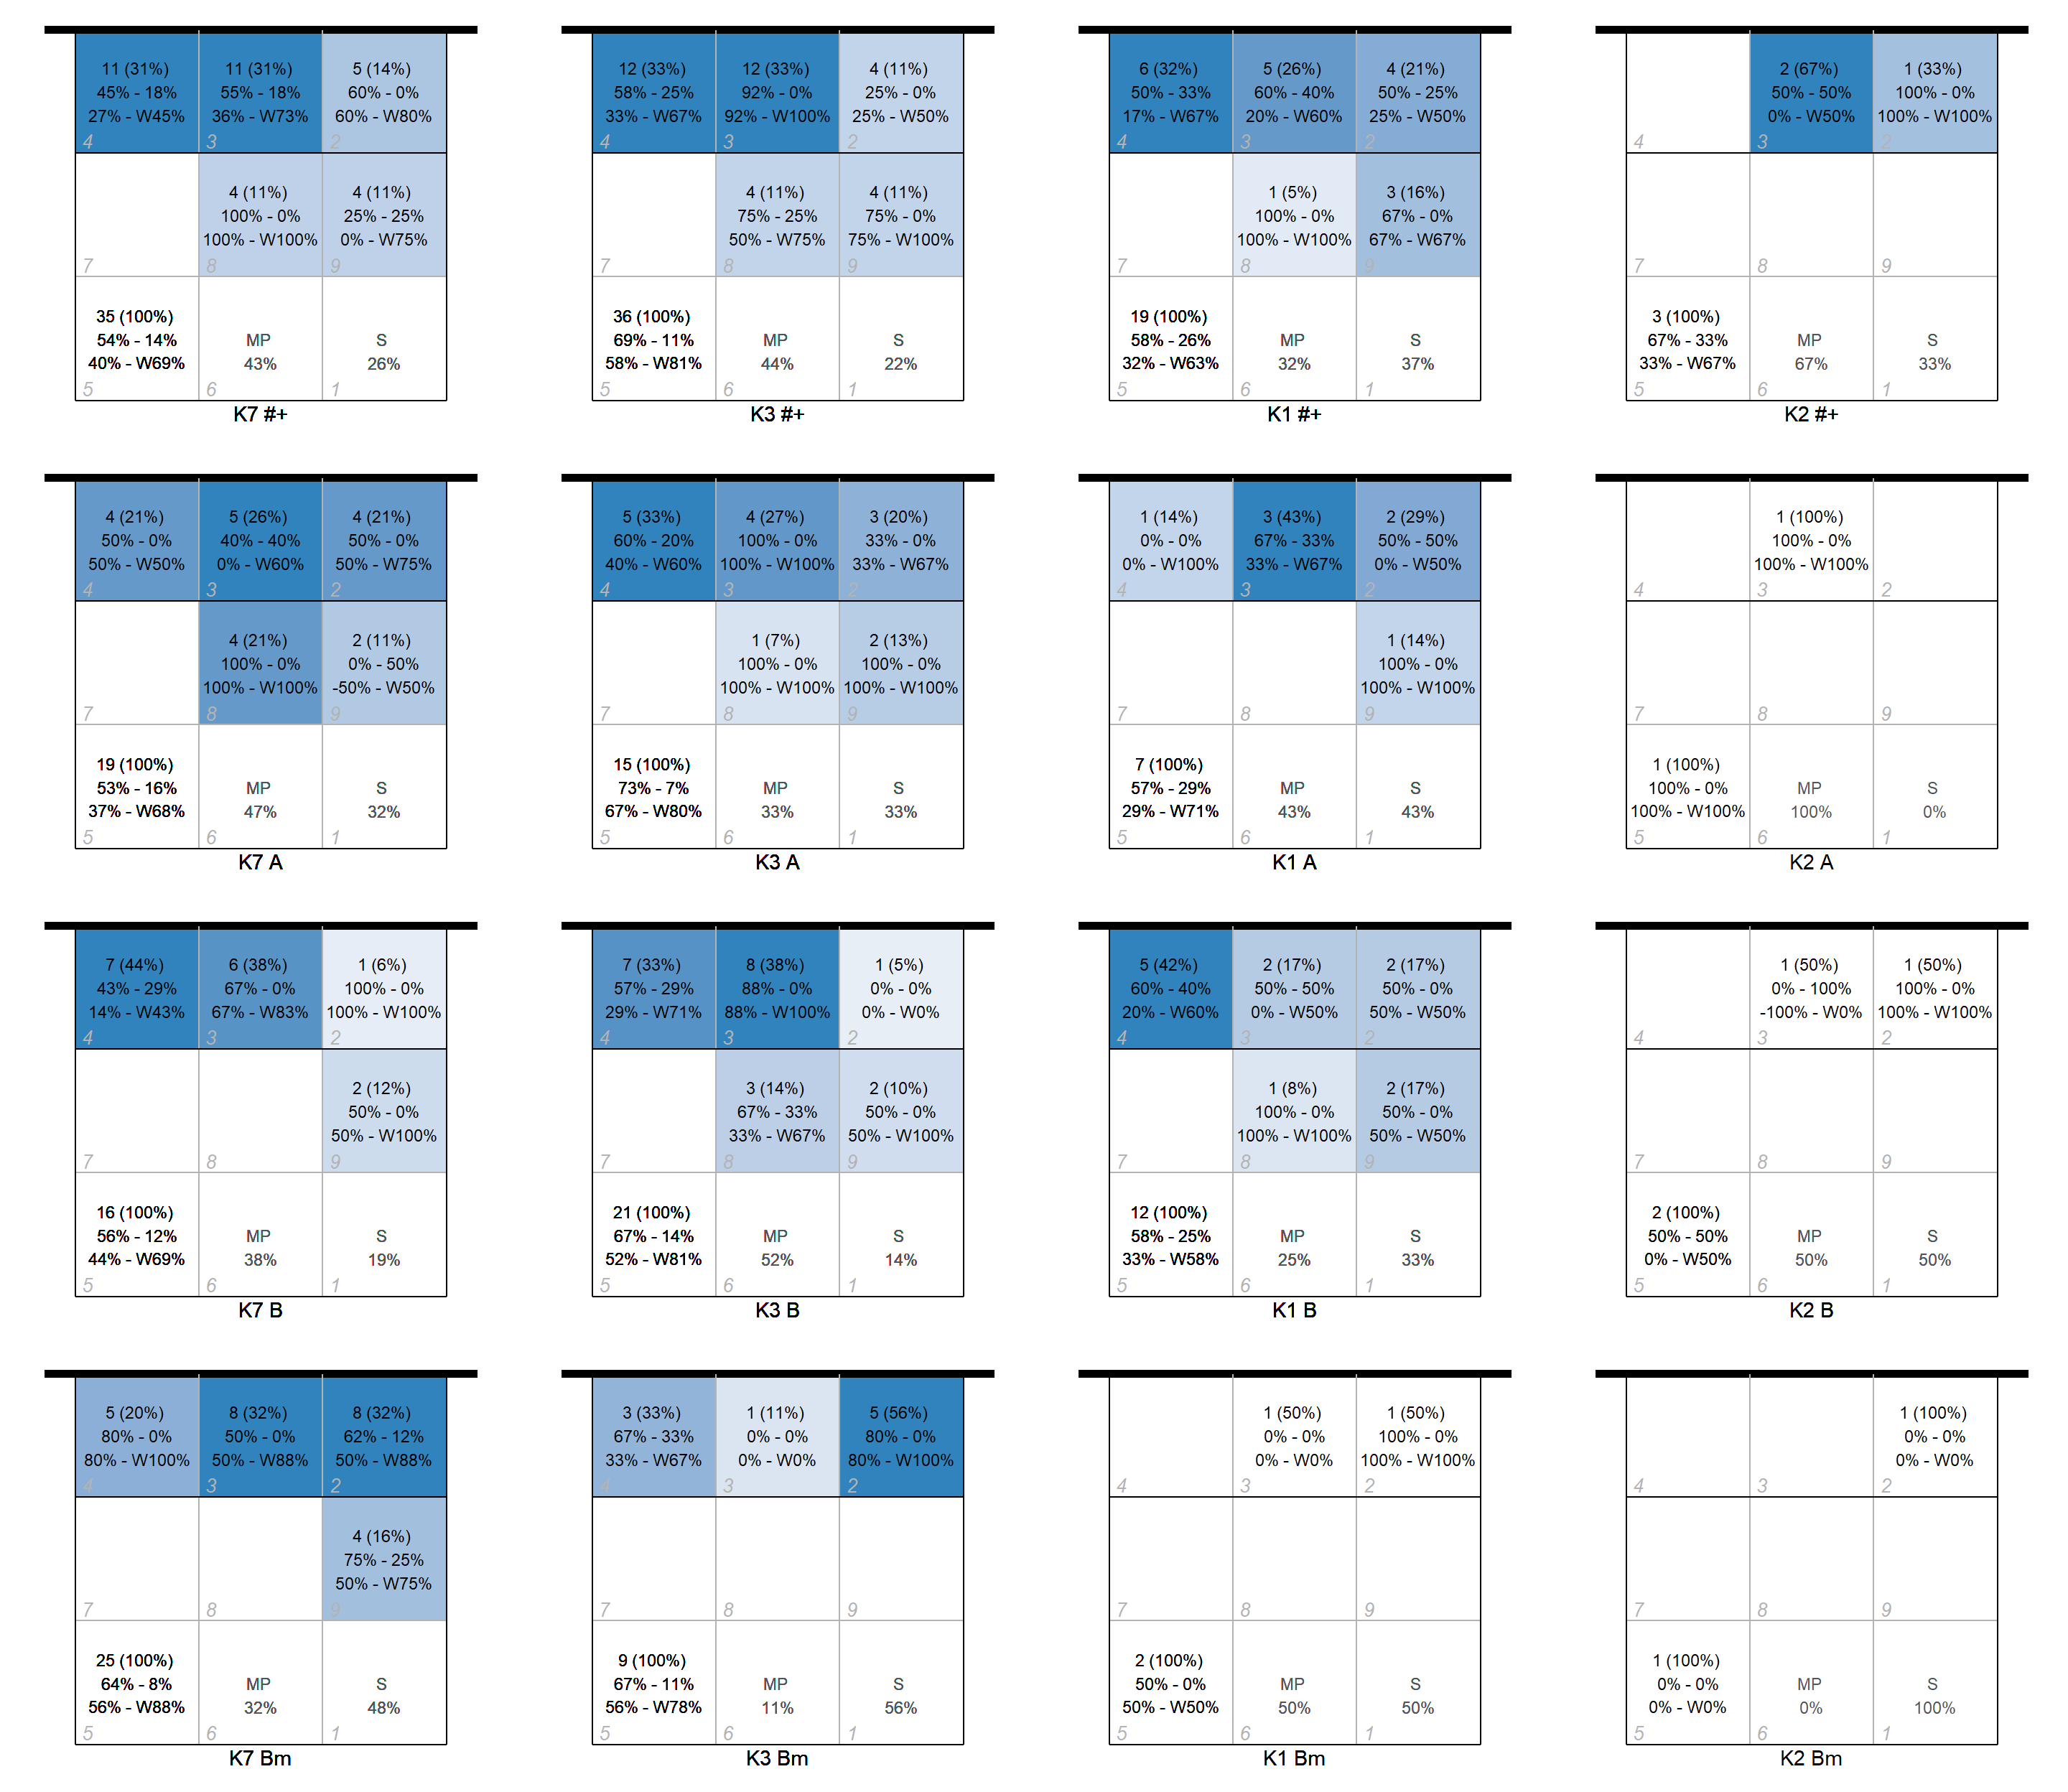 11 (31%)
45% - 18%
27% - W45%
4
11 (31%)
55% - 18%
36% - W73%
3
5 (14%)
60% - 0%
60% - W80%
2
7
4 (11%)
100% - 0%
100% - W100%
8
4 (11%)
25% - 25%
0% - W75%
9
35 (100%)
54% - 14%
40% - W69%
5
MP
43%
6
S
26%
1
K7 #+
12 (33%)
58% - 25%
33% - W67%
4
12 (33%)
92% - 0%
92% - W100%
3
4 (11%)
25% - 0%
25% - W50%
2
7
4 (11%)
75% - 25%
50% - W75%
8
4 (11%)
75% - 0%
75% - W100%
9
36 (100%)
69% - 11%
58% - W81%
5
MP
44%
6
S
22%
1
K3 #+
6 (32%)
50% - 33%
17% - W67%
4
5 (26%)
60% - 40%
20% - W60%
3
4 (21%)
50% - 25%
25% - W50%
2
7
1 (5%)
100% - 0%
100% - W100%
8
3 (16%)
67% - 0%
67% - W67%
9
19 (100%)
58% - 26%
32% - W63%
5
MP
32%
6
S
37%
1
K1 #+
4
2 (67%)
50% - 50%
0% - W50%
3
1 (33%)
100% - 0%
100% - W100%
2
7
8
9
3 (100%)
67% - 33%
33% - W67%
5
MP
67%
6
S
33%
1
K2 #+
4 (21%)
50% - 0%
50% - W50%
4
5 (26%)
40% - 40%
0% - W60%
3
4 (21%)
50% - 0%
50% - W75%
2
7
4 (21%)
100% - 0%
100% - W100%
8
2 (11%)
0% - 50%
-50% - W50%
9
19 (100%)
53% - 16%
37% - W68%
5
MP
47%
6
S
32%
1
K7 A
5 (33%)
60% - 20%
40% - W60%
4
4 (27%)
100% - 0%
100% - W100%
3
3 (20%)
33% - 0%
33% - W67%
2
7
1 (7%)
100% - 0%
100% - W100%
8
2 (13%)
100% - 0%
100% - W100%
9
15 (100%)
73% - 7%
67% - W80%
5
MP
33%
6
S
33%
1
K3 A
1 (14%)
0% - 0%
0% - W100%
4
3 (43%)
67% - 33%
33% - W67%
3
2 (29%)
50% - 50%
0% - W50%
2
7
8
1 (14%)
100% - 0%
100% - W100%
9
7 (100%)
57% - 29%
29% - W71%
5
MP
43%
6
S
43%
1
K1 A
4
1 (100%)
100% - 0%
100% - W100%
3
2
7
8
9
1 (100%)
100% - 0%
100% - W100%
5
MP
100%
6
S
0%
1
K2 A
7 (44%)
43% - 29%
14% - W43%
4
6 (38%)
67% - 0%
67% - W83%
3
1 (6%)
100% - 0%
100% - W100%
2
7
8
2 (12%)
50% - 0%
50% - W100%
9
16 (100%)
56% - 12%
44% - W69%
5
MP
38%
6
S
19%
1
K7 B
7 (33%)
57% - 29%
29% - W71%
4
8 (38%)
88% - 0%
88% - W100%
3
1 (5%)
0% - 0%
0% - W0%
2
7
3 (14%)
67% - 33%
33% - W67%
8
2 (10%)
50% - 0%
50% - W100%
9
21 (100%)
67% - 14%
52% - W81%
5
MP
52%
6
S
14%
1
K3 B
5 (42%)
60% - 40%
20% - W60%
4
2 (17%)
50% - 50%
0% - W50%
3
2 (17%)
50% - 0%
50% - W50%
2
7
1 (8%)
100% - 0%
100% - W100%
8
2 (17%)
50% - 0%
50% - W50%
9
12 (100%)
58% - 25%
33% - W58%
5
MP
25%
6
S
33%
1
K1 B
4
1 (50%)
0% - 100%
-100% - W0%
3
1 (50%)
100% - 0%
100% - W100%
2
7
8
9
2 (100%)
50% - 50%
0% - W50%
5
MP
50%
6
S
50%
1
K2 B
5 (20%)
80% - 0%
80% - W100%
4
8 (32%)
50% - 0%
50% - W88%
3
8 (32%)
62% - 12%
50% - W88%
2
7
8
4 (16%)
75% - 25%
50% - W75%
9
25 (100%)
64% - 8%
56% - W88%
5
MP
32%
6
S
48%
1
K7 Bm
3 (33%)
67% - 33%
33% - W67%
4
1 (11%)
0% - 0%
0% - W0%
3
5 (56%)
80% - 0%
80% - W100%
2
7
8
9
9 (100%)
67% - 11%
56% - W78%
5
MP
11%
6
S
56%
1
K3 Bm
4
1 (50%)
0% - 0%
0% - W0%
3
1 (50%)
100% - 0%
100% - W100%
2
7
8
9
2 (100%)
50% - 0%
50% - W50%
5
MP
50%
6
S
50%
1
K1 Bm
4
3
1 (100%)
0% - 0%
0% - W0%
2
7
8
9
1 (100%)
0% - 0%
0% - W0%
5
MP
0%
6
S
100%
1
K2 Bm